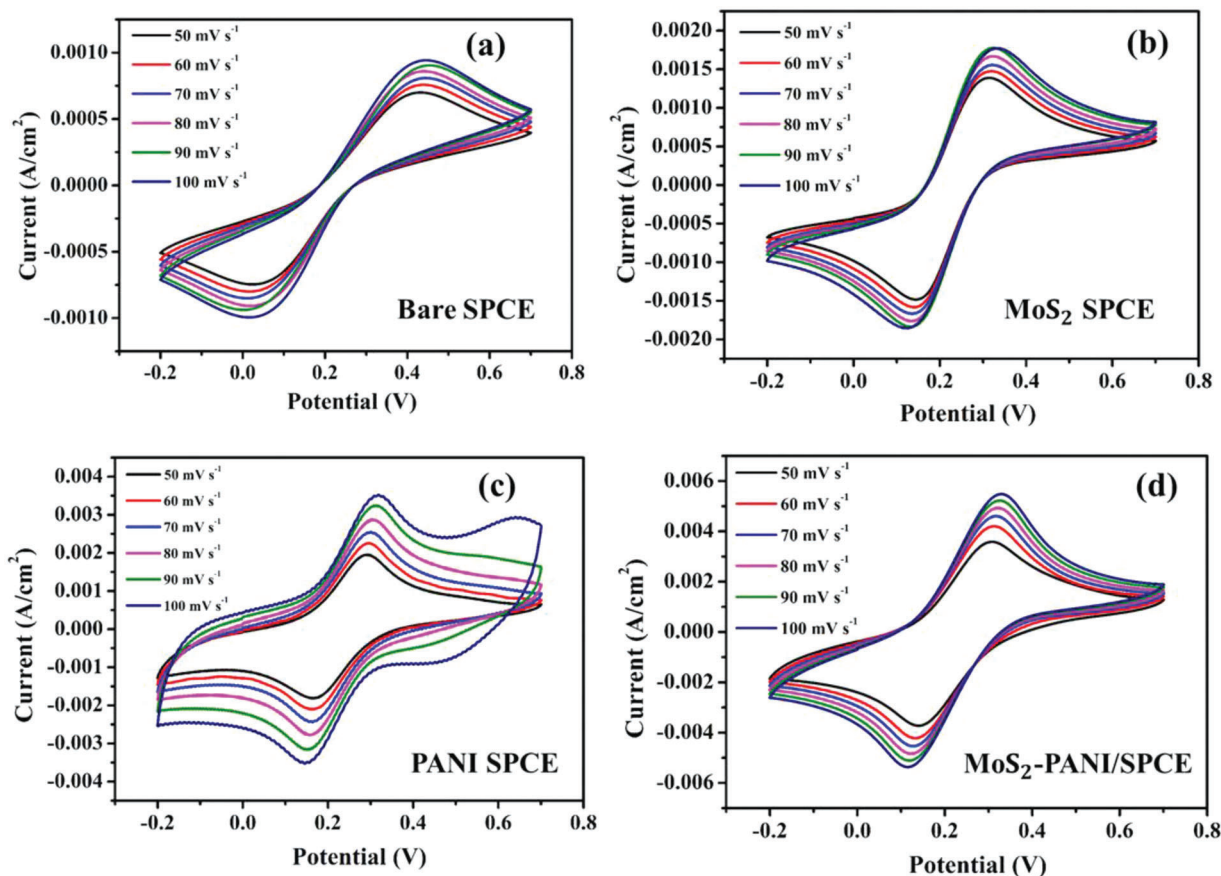 (a)
50 mV s⁻¹
60 mV s⁻¹
70 mV s⁻¹
80 mV s⁻¹
90 mV s⁻¹
100 mV s⁻¹
0.0010
0.0005
0.0000
-0.0005
-0.0010
Current (A/cm²)
Bare SPCE
-0.2 0.0 0.2 0.4 0.6 0.8
Potential (V)
(b)
50 mV s⁻¹
60 mV s⁻¹
70 mV s⁻¹
80 mV s⁻¹
90 mV s⁻¹
100 mV s⁻¹
0.0020
0.0015
0.0010
0.0005
0.0000
-0.0005
-0.0010
-0.0015
-0.0020
Current (A/cm²)
MoS₂ SPCE
-0.2 0.0 0.2 0.4 0.6 0.8
Potential (V)
(c)
50 mV s⁻¹
60 mV s⁻¹
70 mV s⁻¹
80 mV s⁻¹
90 mV s⁻¹
100 mV s⁻¹
0.004
0.003
0.002
0.001
0.000
-0.001
-0.002
-0.003
-0.004
Current (A/cm²)
PANI SPCE
-0.2 0.0 0.2 0.4 0.6 0.8
Potential (V)
(d)
50 mV s⁻¹
60 mV s⁻¹
70 mV s⁻¹
80 mV s⁻¹
90 mV s⁻¹
100 mV s⁻¹
0.006
0.004
0.002
0.000
-0.002
-0.004
-0.006
Current (A/cm²)
MoS₂-PANI/SPCE
-0.2 0.0 0.2 0.4 0.6 0.8
Potential (V)